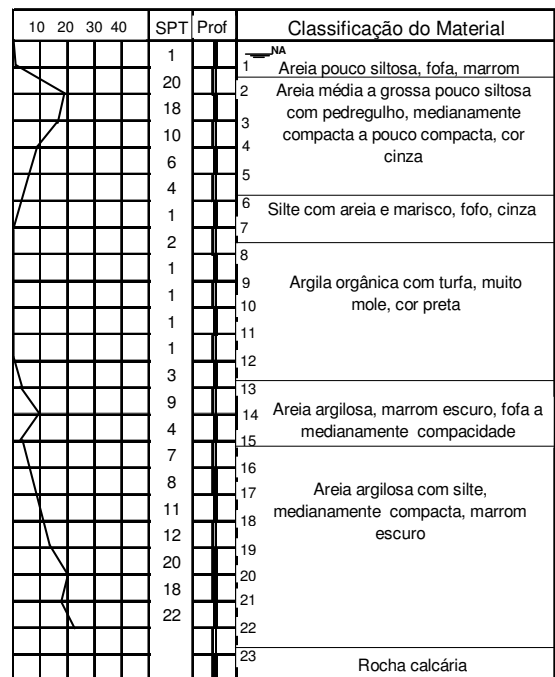 10 20 30 40 SPT Prof Classificação do Material
NA
1
1 Areia pouco siltosa, fofa, marrom
20
2 Areia média a grossa pouco siltosa
18 com pedregulho, medianamente
3
10 compacta a pouco compacta, cor
4
cinza
6
5
4
6
1 Silte com areia e marisco, fofo, cinza
7
2
8
1
9 Argila orgânica com turfa, muito
1
10 mole, cor preta
1
11
1
12
3
13
9
14 Areia argilosa, marrom escuro, fofa a
4 medianamente compacidade
15
7
16
8
17 Areia argilosa com silte,
11 medianamente compacta, marrom
18
12 escuro
19
20
20
18
21
22
22
23
Rocha calcária